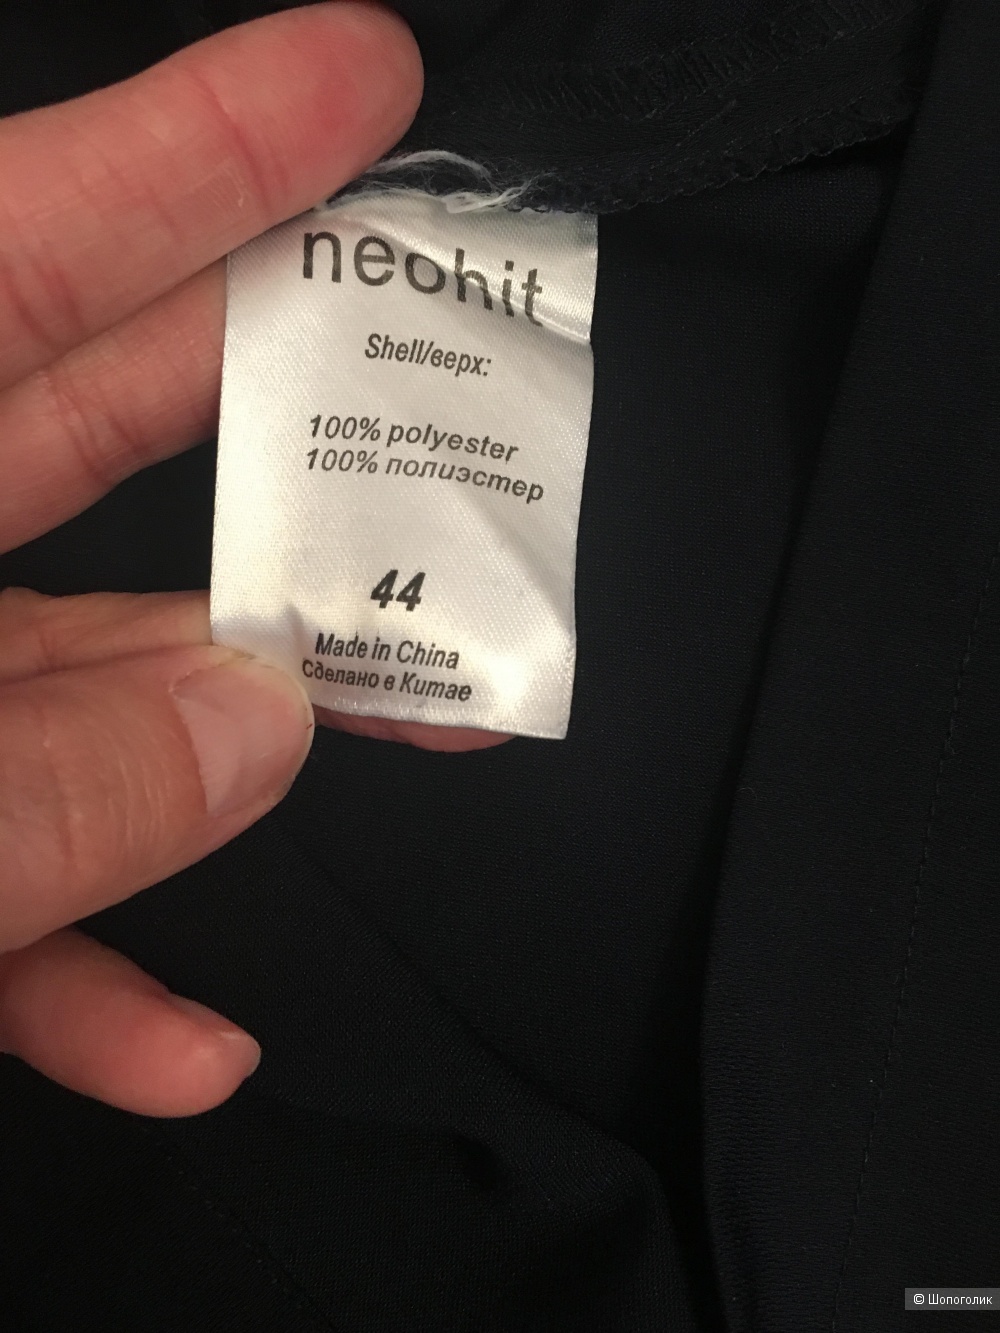 neohit
Shell/верх:
100% polyester
100% полиэстер
44
Made in China
Сделано в Китае
© Шопоголик